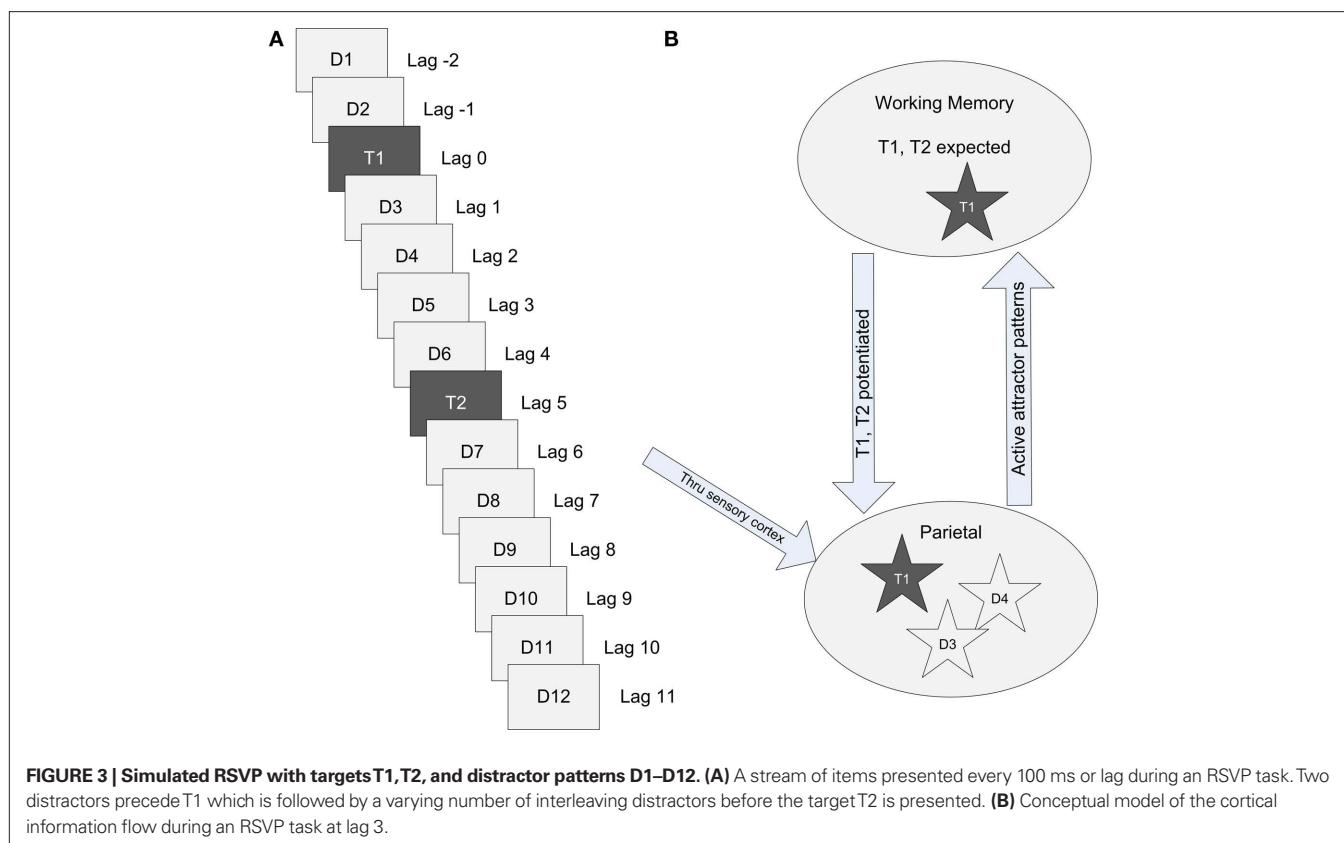 A
D1 Lag -2
D2 Lag -1
T1 Lag 0
D3 Lag 1
D4 Lag 2
D5 Lag 3
D6 Lag 4
T2 Lag 5
D7 Lag 6
D8 Lag 7
D9 Lag 8
D10 Lag 9
D11 Lag 10
D12 Lag 11
B
Working Memory
T1, T2 expected
T1
T1, T2 potentiated
Active attractor patterns
Thru sensory cortex
Parietal
T1
D4
D3
FIGURE 3 | Simulated RSVP with targets T1, T2, and distractor patterns D1–D12. (A) A stream of items presented every 100 ms or lag during an RSVP task. Two
distractors precede T1 which is followed by a varying number of interleaving distractors before the target T2 is presented. (B) Conceptual model of the cortical
information flow during an RSVP task at lag 3.